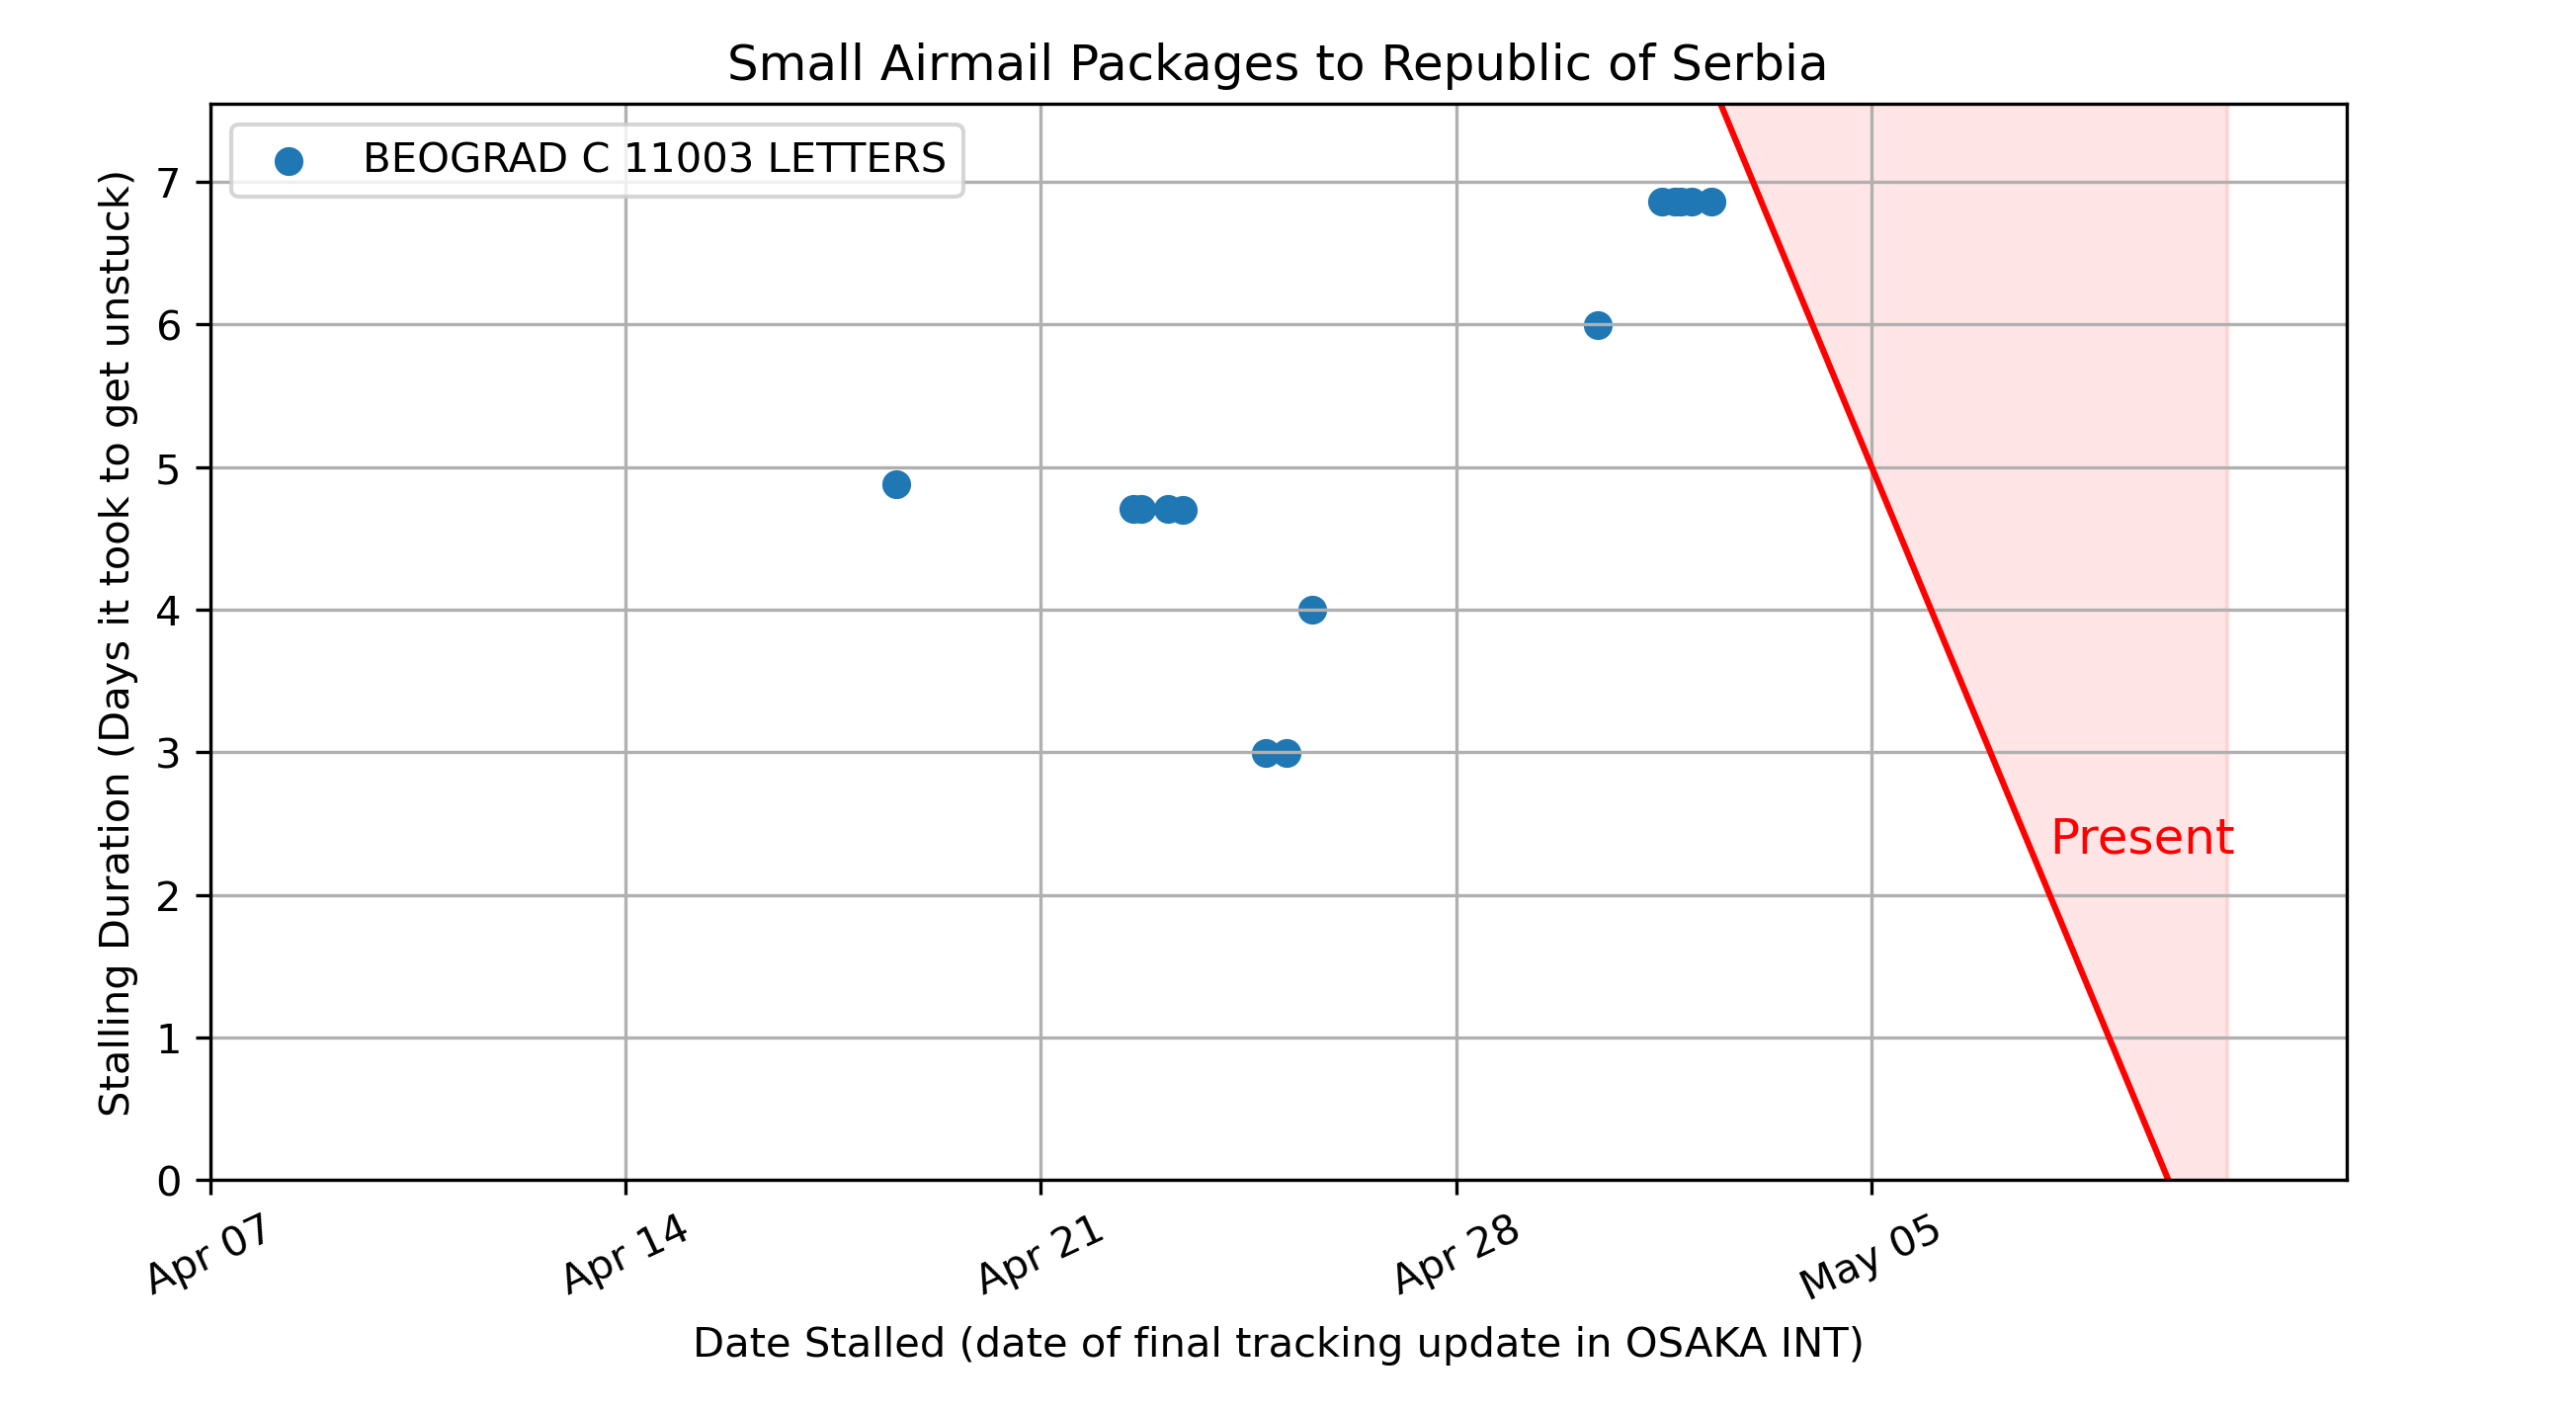 Small Airmail Packages to Republic of Serbia
BEOGRAD C 11003 LETTERS
Stalling Duration (Days it took to get unstuck)
7
6
5
4
3
2
1
0
Present
Apr 07
Apr 14
Apr 21
Apr 28
May 05
Date Stalled (date of final tracking update in OSAKA INT)